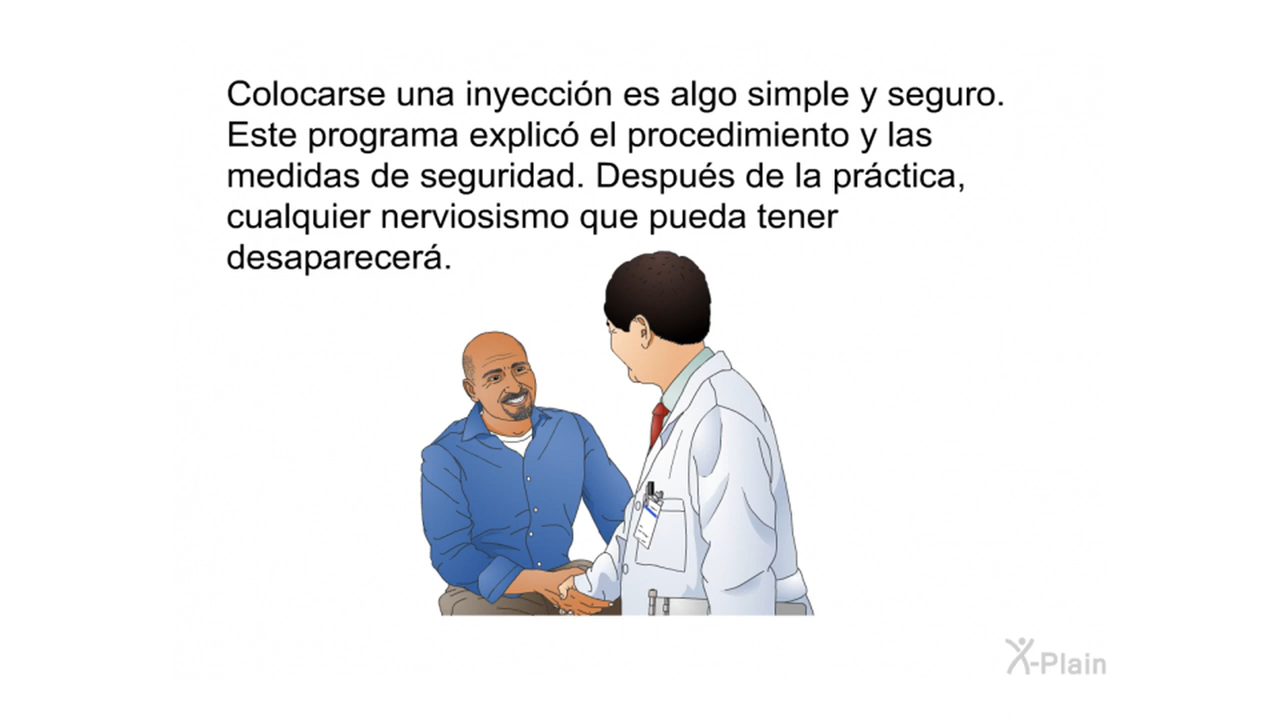 Colocarse una inyección es algo simple y seguro.
Este programa explicó el procedimiento y las
medidas de seguridad. Después de la práctica,
cualquier nerviosismo que pueda tener
desaparecerá.
X-Plain